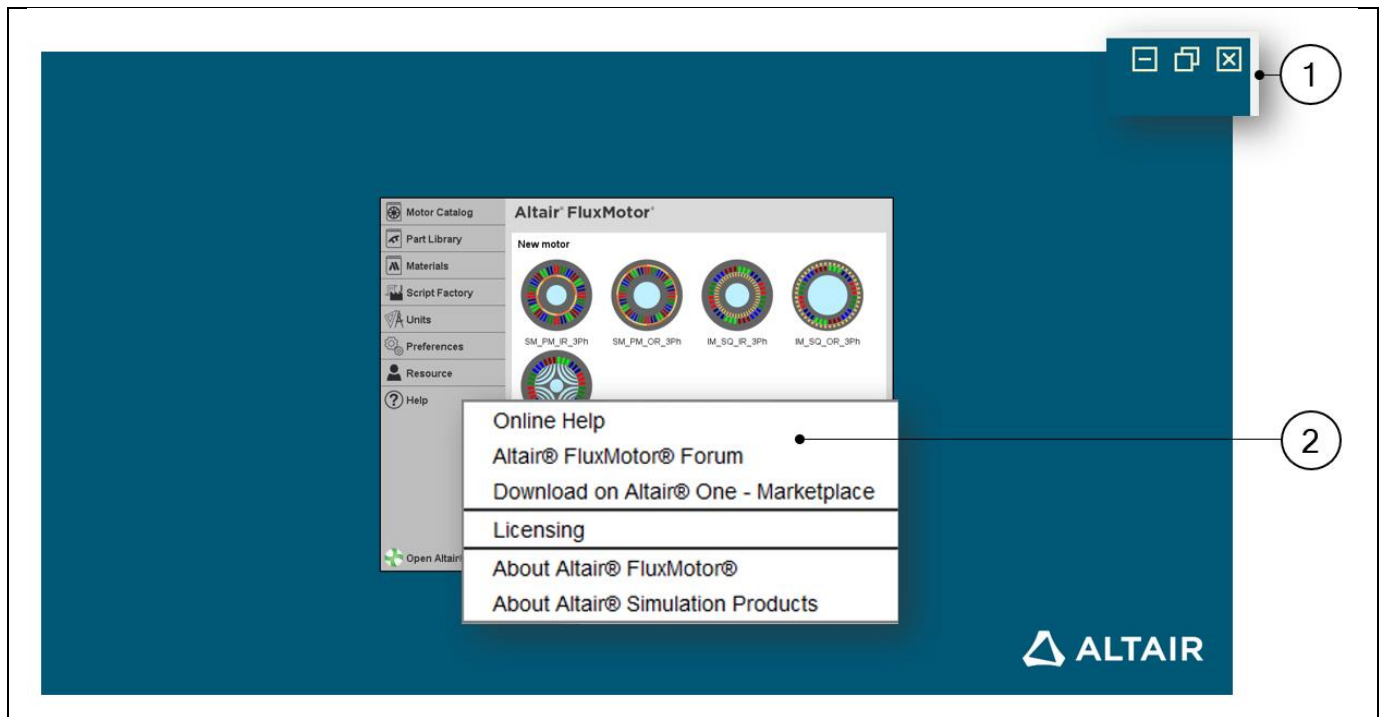 1
Motor Catalog
Altair® FluxMotor®
Part Library
New motor
Materials
Script Factory
Units
SM_PM_IR_3Ph
SM_PM_OR_3Ph
IM_SQ_IR_3Ph
IM_SQ_OR_3Ph
Preferences
Resource
? Help
Online Help
2
Altair® FluxMotor® Forum
Download on Altair® One - Marketplace
Licensing
Open Altair
About Altair® FluxMotor®
About Altair® Simulation Products
ALTAIR